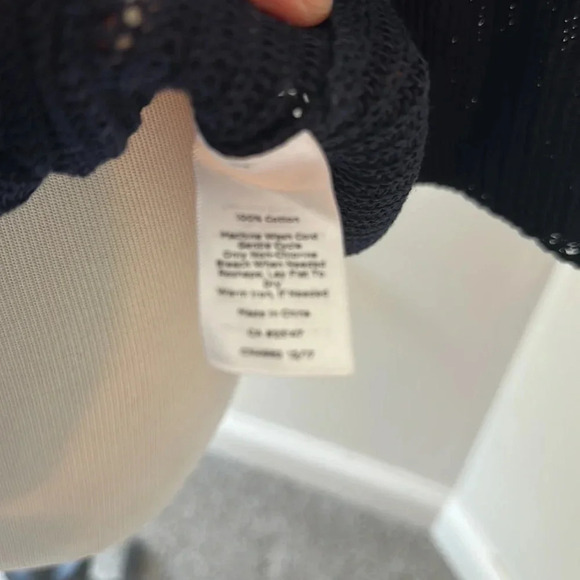 100% Cotton
Machine Wash Cold
Gentle Cycle
Only Non-Chlorine
Bleach When Needed
Reshape, Lay Flat To
Dry
Warm Iron, If Needed
Made in China